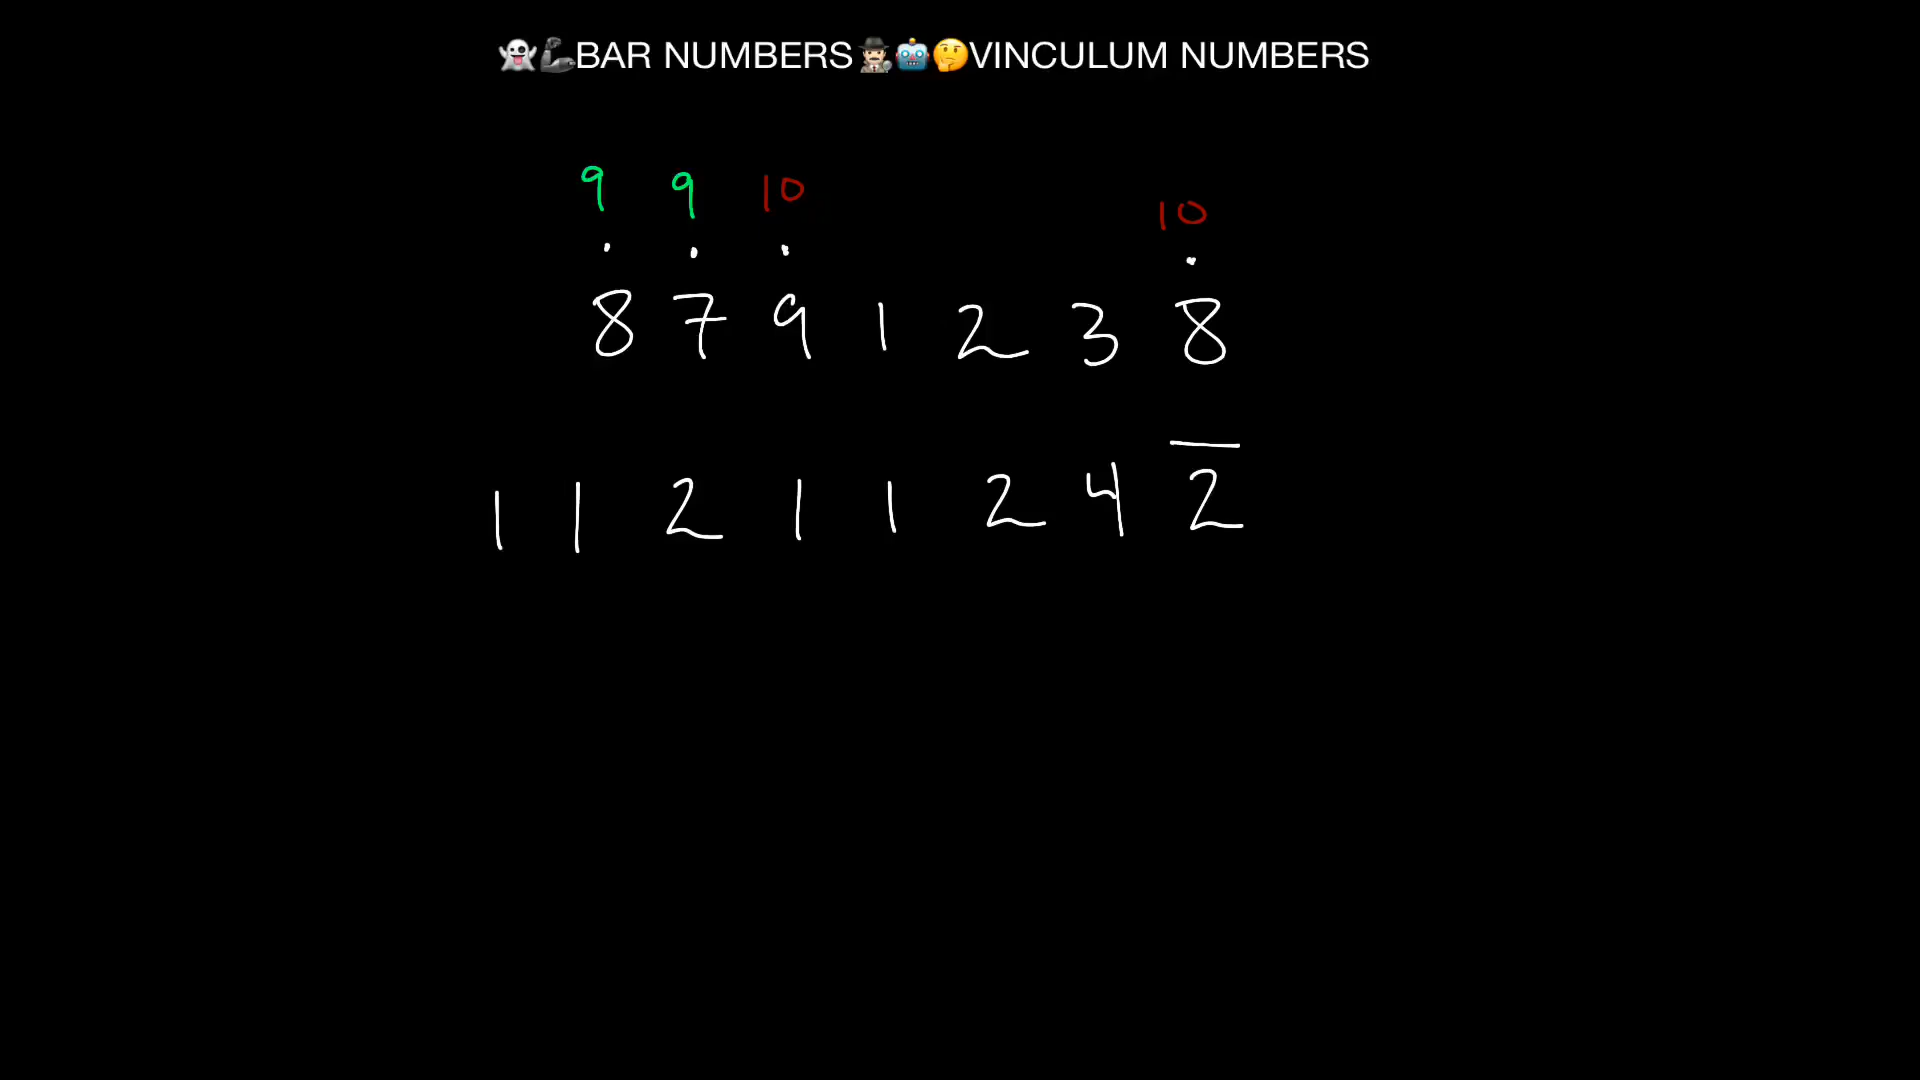 👻🦾BAR NUMBERS🕵🏻‍♂️🤖🤔VINCULUM NUMBERS
9 9 10 10
8 7 9 1 2 3 8
1 1 2 1 1 2 4 2̅